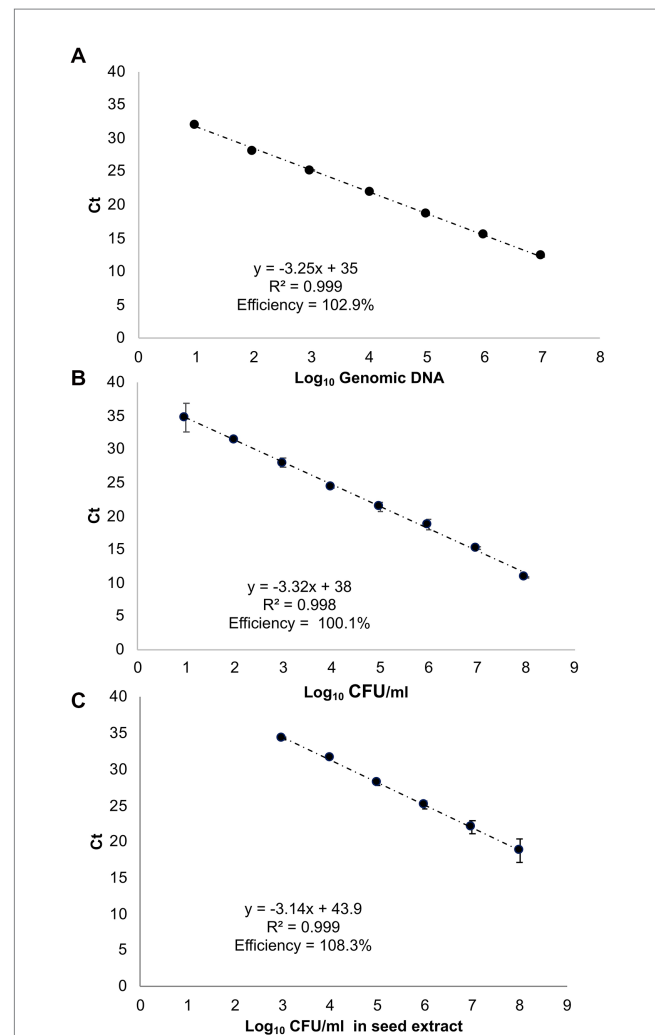 A
40
35
30
25
20
15
10
5
0
Ct
y = -3.25x + 35
R² = 0.999
Efficiency = 102.9%
0 1 2 3 4 5 6 7 8
Log₁₀ Genomic DNA
B
40
35
30
25
20
15
10
5
0
Ct
y = -3.32x + 38
R² = 0.998
Efficiency = 100.1%
0 1 2 3 4 5 6 7 8 9
Log₁₀ CFU/ml
C
40
35
30
25
20
15
10
5
0
Ct
y = -3.14x + 43.9
R² = 0.999
Efficiency = 108.3%
0 1 2 3 4 5 6 7 8 9
Log₁₀ CFU/ml in seed extract